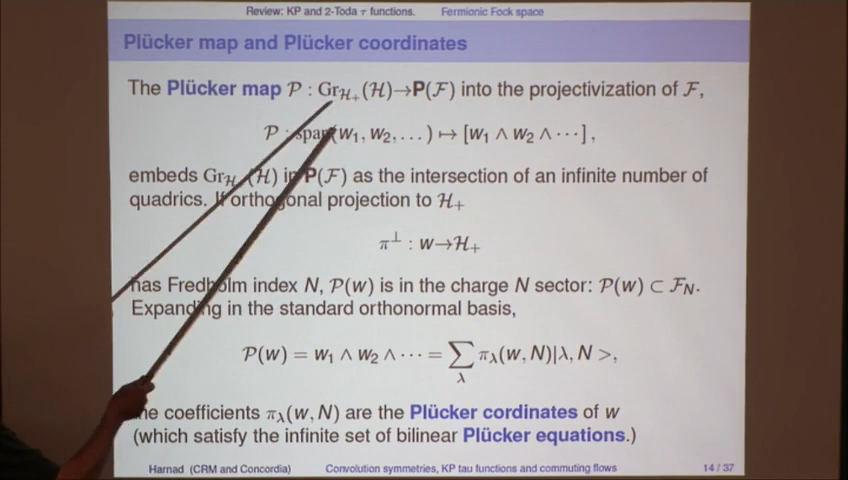 Review: KP and 2-Toda τ functions. Fermionic Fock space
Plücker map and Plücker coordinates
The Plücker map 𝒫 : Gr_{ℋ₊}(ℋ)→P(ℱ) into the projectivization of ℱ,
𝒫 : span(w₁, w₂, . . . ) ↦ [w₁ ∧ w₂ ∧ · · · ] ,
embeds Gr_{ℋ₊}(ℋ) in P(ℱ) as the intersection of an infinite number of
quadrics. If orthogonal projection to ℋ₊
π^⊥ : w→ℋ₊
has Fredholm index N, 𝒫(w) is in the charge N sector: 𝒫(w) ⊂ ℱ_N.
Expanding in the standard orthonormal basis,
𝒫(w) = w₁ ∧ w₂ ∧ · · · = ∑_λ π_λ(w, N)|λ, N >,
The coefficients π_λ(w, N) are the Plücker cordinates of w
(which satisfy the infinite set of bilinear Plücker equations.)
Harnad (CRM and Concordia) Convolution symmetries, KP tau functions and commuting flows 14 / 37